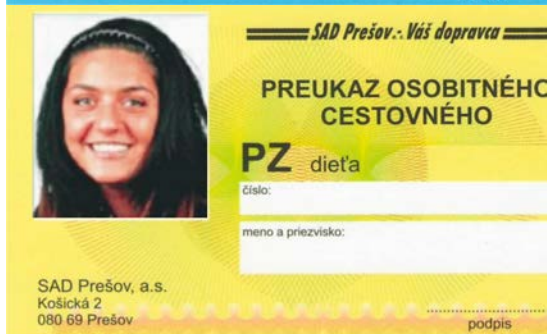 SAD Prešov.-. Váš dopravca
PREUKAZ OSOBITNÉHO
CESTOVNÉHO
PZ dieťa
číslo:
meno a priezvisko:
SAD Prešov, a.s.
Košická 2
080 69 Prešov
podpis